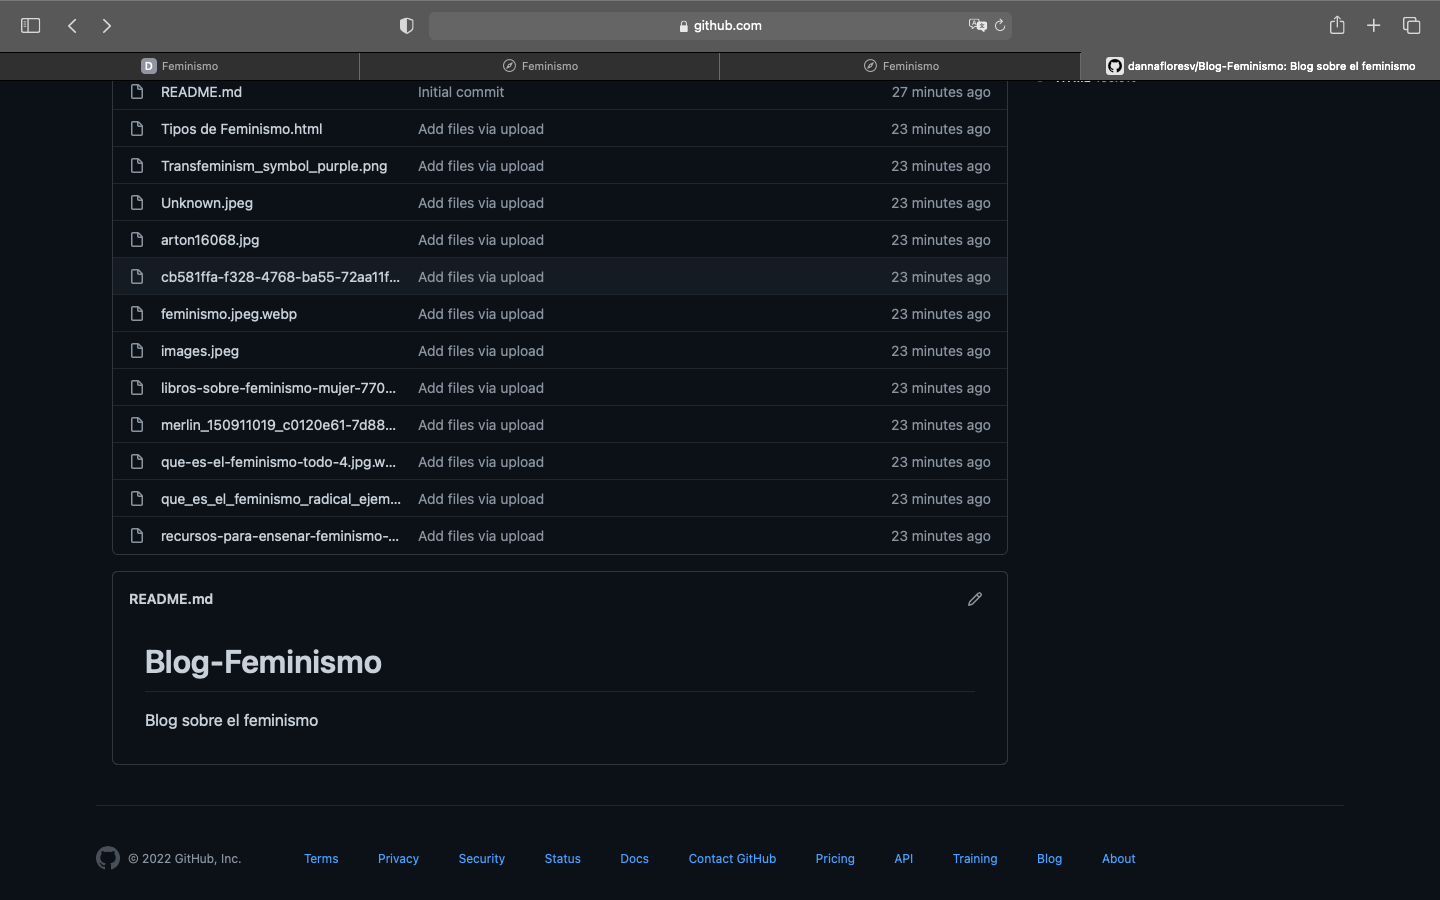 github.com
D Feminismo
Feminismo
Feminismo
dannafloresv/Blog-Feminismo: Blog sobre el feminismo
README.md Initial commit 27 minutes ago
Tipos de Feminismo.html Add files via upload 23 minutes ago
Transfeminism_symbol_purple.png Add files via upload 23 minutes ago
Unknown.jpeg Add files via upload 23 minutes ago
arton16068.jpg Add files via upload 23 minutes ago
cb581ffa-f328-4768-ba55-72aa11f... Add files via upload 23 minutes ago
feminismo.jpeg.webp Add files via upload 23 minutes ago
images.jpeg Add files via upload 23 minutes ago
libros-sobre-feminismo-mujer-770... Add files via upload 23 minutes ago
merlin_150911019_c0120e61-7d88... Add files via upload 23 minutes ago
que-es-el-feminismo-todo-4.jpg.w... Add files via upload 23 minutes ago
que_es_el_feminismo_radical_ejem... Add files via upload 23 minutes ago
recursos-para-ensenar-feminismo-... Add files via upload 23 minutes ago
README.md
Blog-Feminismo
Blog sobre el feminismo
© 2022 GitHub, Inc. Terms Privacy Security Status Docs Contact GitHub Pricing API Training Blog About